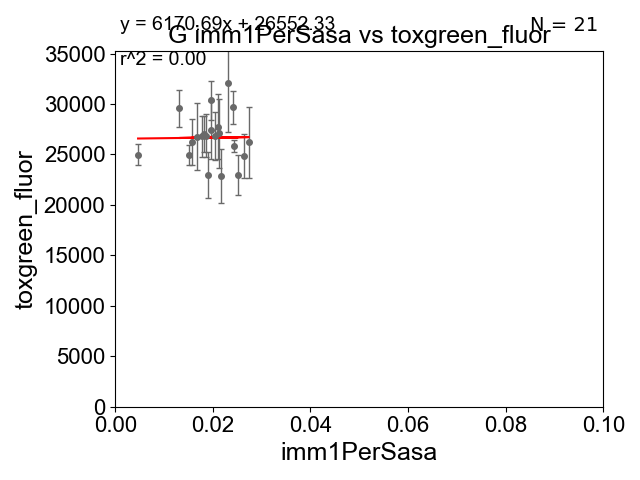 y = 6170.69x + 26552.33
N = 21
G imm1PerSasa vs toxgreen_fluor
r^2 = 0.00
35000
30000
25000
20000
15000
10000
5000
0
toxgreen_fluor
0.00 0.02 0.04 0.06 0.08 0.10
imm1PerSasa